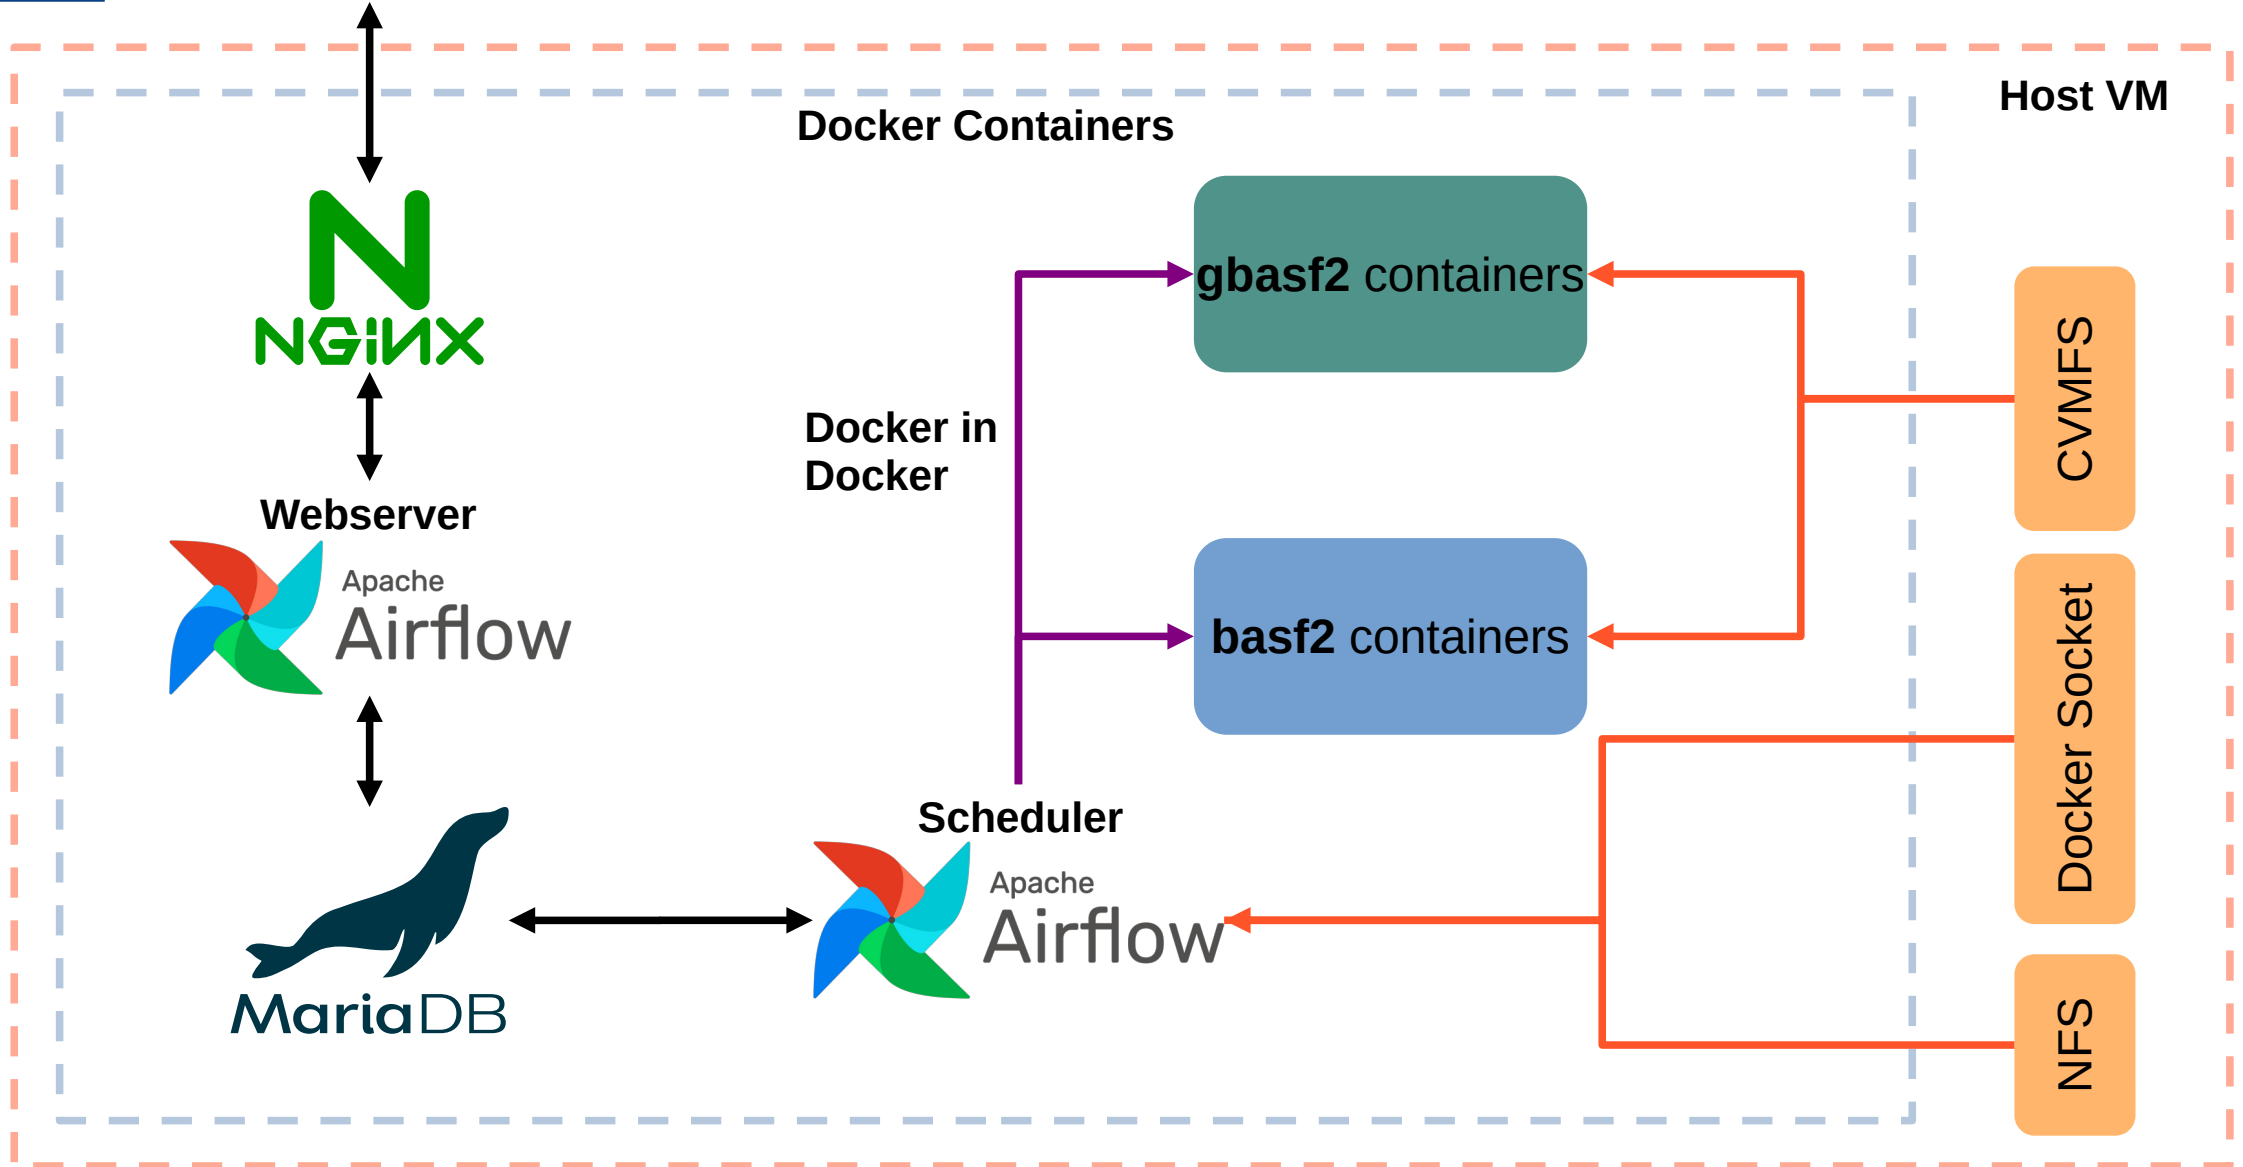 Host VM
Docker Containers
NGiNX
gbasf2 containers
CVMFS
Docker in
Docker
Webserver
Apache
Airflow
basf2 containers
Docker Socket
Scheduler
Apache
Airflow
MariaDB
NFS